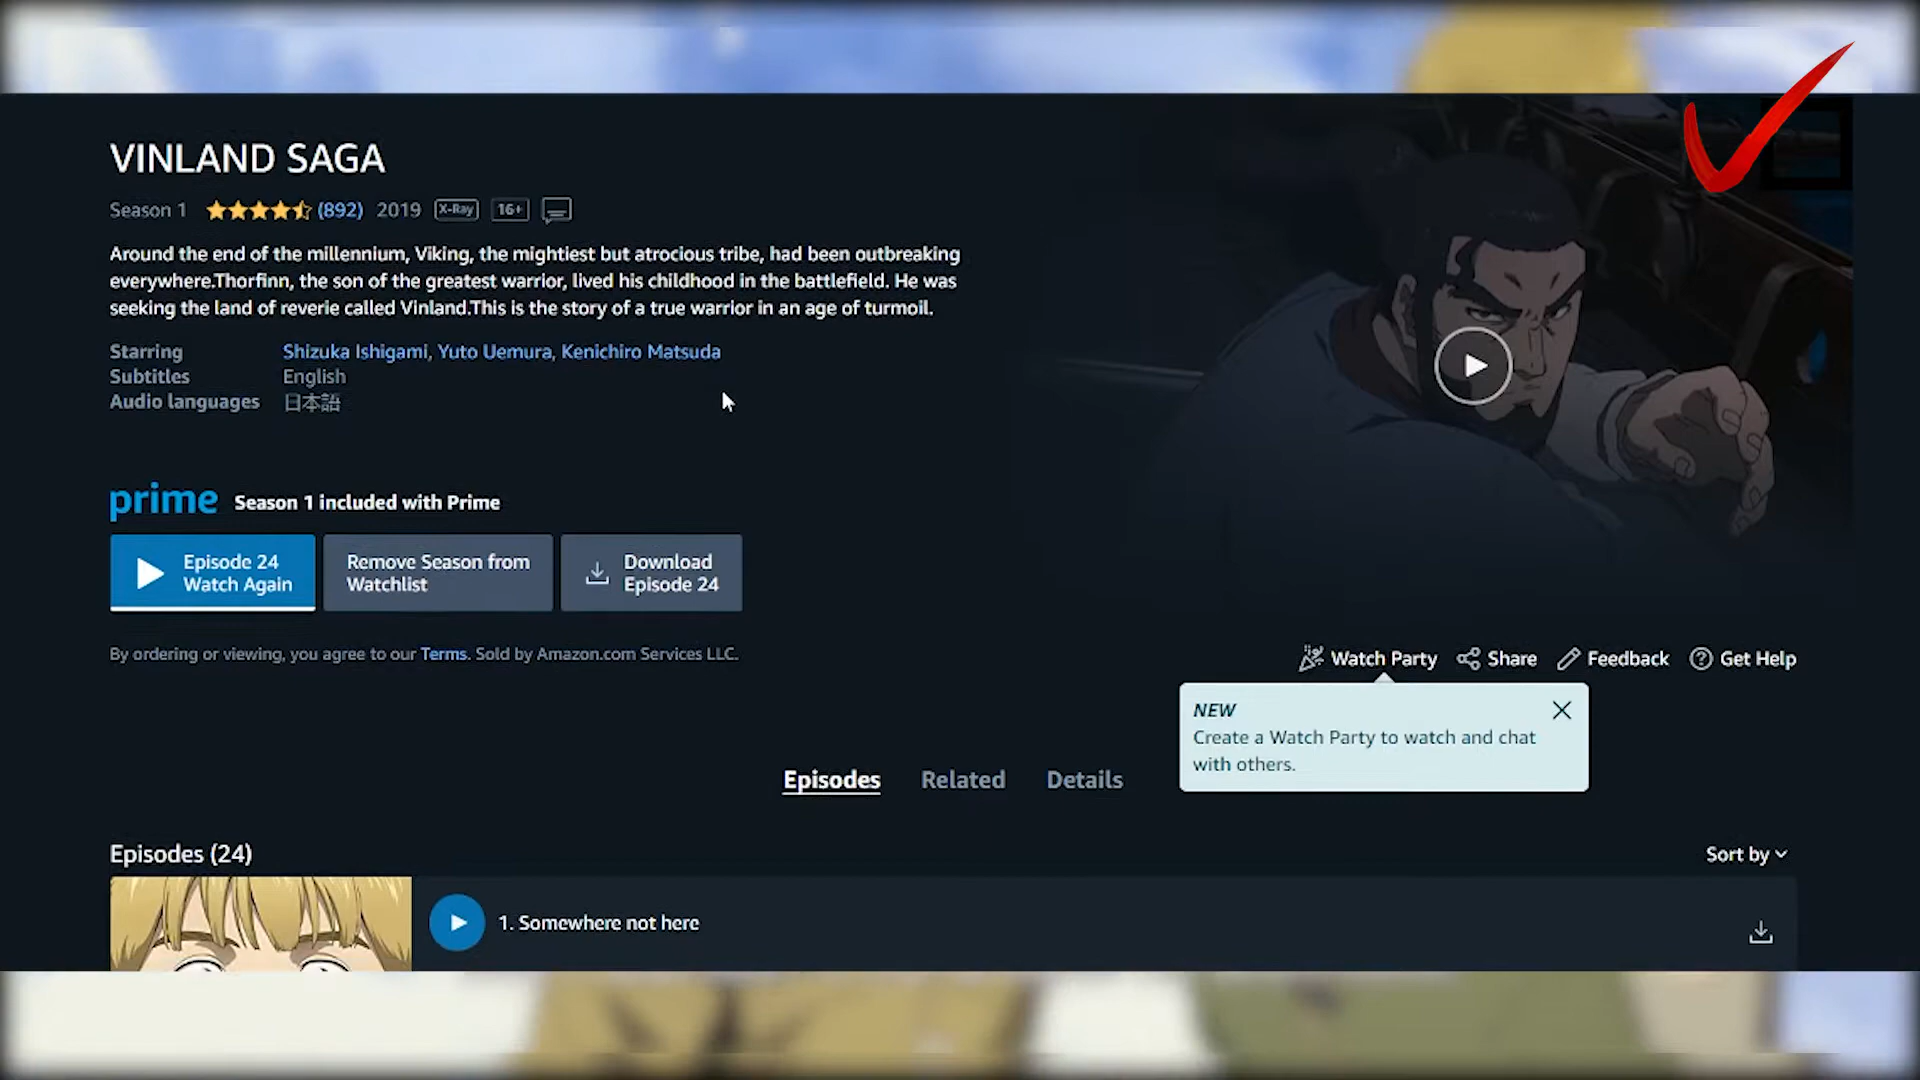 VINLAND SAGA
Season 1 (892) 2019 X-Ray 16+
Around the end of the millennium, Viking, the mightiest but atrocious tribe, had been outbreaking
everywhere.Thorfinn, the son of the greatest warrior, lived his childhood in the battlefield. He was
seeking the land of reverie called Vinland.This is the story of a true warrior in an age of turmoil.
Starring Shizuka Ishigami, Yuto Uemura, Kenichiro Matsuda
Subtitles English
Audio languages 日本語
prime Season 1 included with Prime
Episode 24
Watch Again
Remove Season from
Watchlist
Download
Episode 24
By ordering or viewing, you agree to our Terms. Sold by Amazon.com Services LLC.
Watch Party Share Feedback Get Help
NEW
Create a Watch Party to watch and chat
with others.
Episodes Related Details
Episodes (24) Sort by
1. Somewhere not here